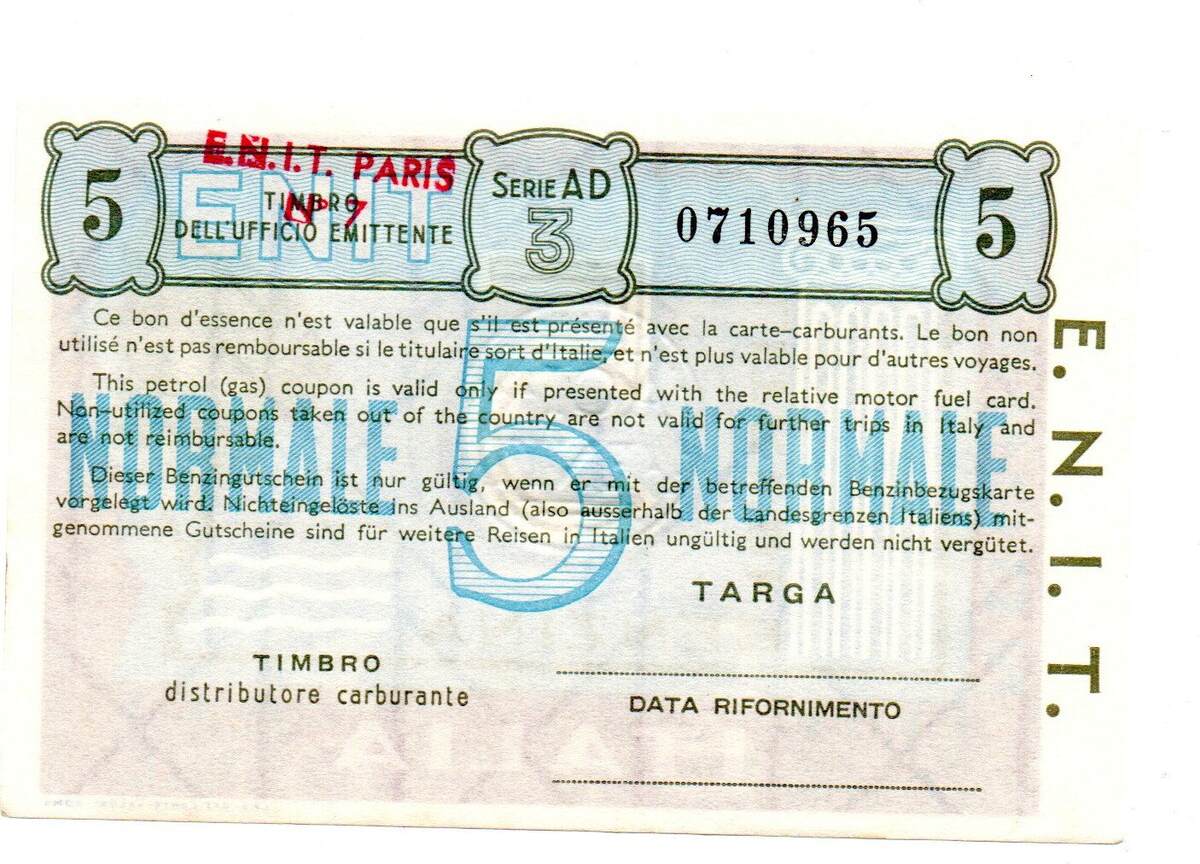 5
E.N.I.T. PARIS
N° 7
ENIT
TIMBRO
DELL'UFFICIO EMITTENTE
SERIE AD
3
0710965
5
Ce bon d'essence n'est valable que s'il est présenté avec la carte-carburants. Le bon non
utilisé n'est pas remboursable si le titulaire sort d'Italie, et n'est plus valable pour d'autres voyages.
This petrol (gas) coupon is valid only if presented with the relative motor fuel card.
Non-utilized coupons taken out of the country are not valid for further trips in Italy and
are not reimbursable.
NORMALE 5 NORMALE
Dieser Benzingutschein ist nur gültig, wenn er mit der betreffenden Benzinbezugskarte
vorgelegt wird. Nichteingelöste ins Ausland (also ausserhalb der Landesgrenzen Italiens) mit-
genommene Gutscheine sind für weitere Reisen in Italien ungültig und werden nicht vergütet.
TARGA
TIMBRO
distributore carburante
DATA RIFORNIMENTO
E.N.I.T.